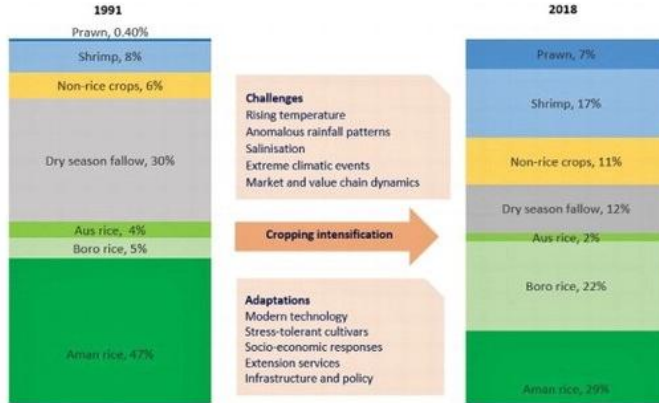 1991
Prawn, 0.40%
Shrimp, 8%
Non-rice crops, 6%
Dry season fallow, 30%
Aus rice, 4%
Boro rice, 5%
Aman rice, 47%
Challenges
Rising temperature
Anomalous rainfall patterns
Salinisation
Extreme climatic events
Market and value chain dynamics
Cropping intensification
Adaptations
Modern technology
Stress-tolerant cultivars
Socio-economic responses
Extension services
Infrastructure and policy
2018
Prawn, 7%
Shrimp, 17%
Non-rice crops, 11%
Dry season fallow, 12%
Aus rice, 2%
Boro rice, 22%
Aman rice, 29%